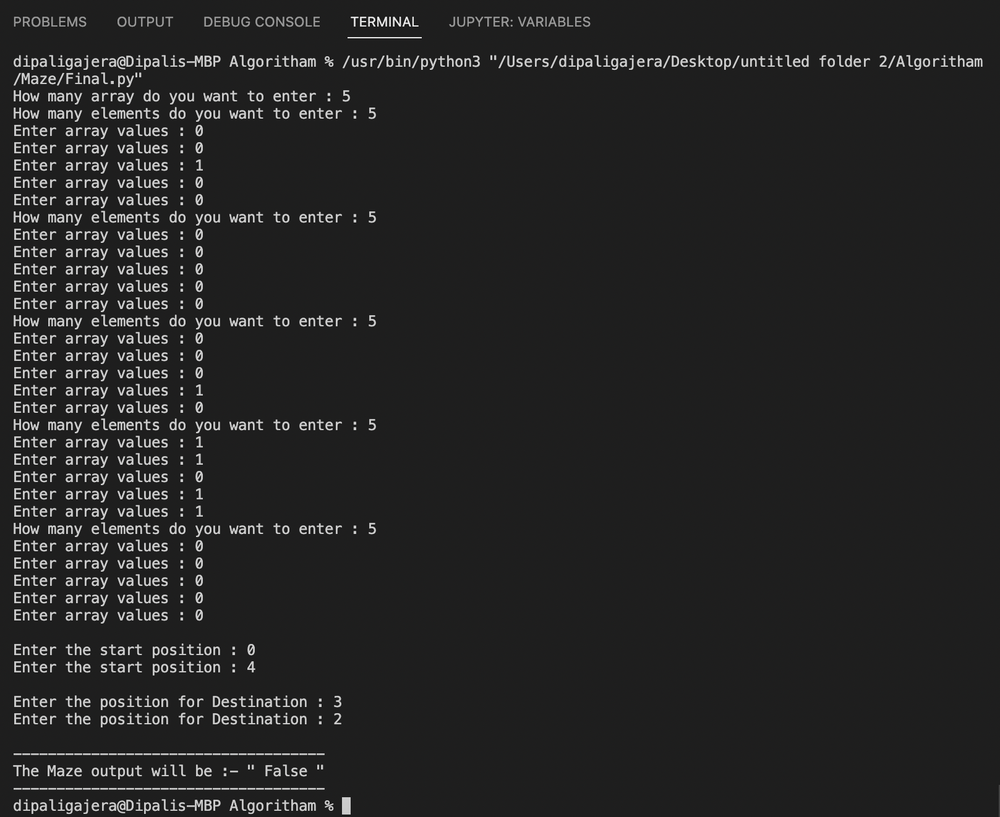 PROBLEMS OUTPUT DEBUG CONSOLE TERMINAL JUPYTER: VARIABLES
dipaligajera@Dipalis-MBP Algoritham % /usr/bin/python3 "/Users/dipaligajera/Desktop/untitled folder 2/Algoritham
/Maze/Final.py"
How many array do you want to enter : 5
How many elements do you want to enter : 5
Enter array values : 0
Enter array values : 0
Enter array values : 1
Enter array values : 0
Enter array values : 0
How many elements do you want to enter : 5
Enter array values : 0
Enter array values : 0
Enter array values : 0
Enter array values : 0
Enter array values : 0
How many elements do you want to enter : 5
Enter array values : 0
Enter array values : 0
Enter array values : 0
Enter array values : 1
Enter array values : 0
How many elements do you want to enter : 5
Enter array values : 1
Enter array values : 1
Enter array values : 0
Enter array values : 1
Enter array values : 1
How many elements do you want to enter : 5
Enter array values : 0
Enter array values : 0
Enter array values : 0
Enter array values : 0
Enter array values : 0
Enter the start position : 0
Enter the start position : 4
Enter the position for Destination : 3
Enter the position for Destination : 2
------------------------------------
The Maze output will be :- " False "
------------------------------------
dipaligajera@Dipalis-MBP Algoritham %